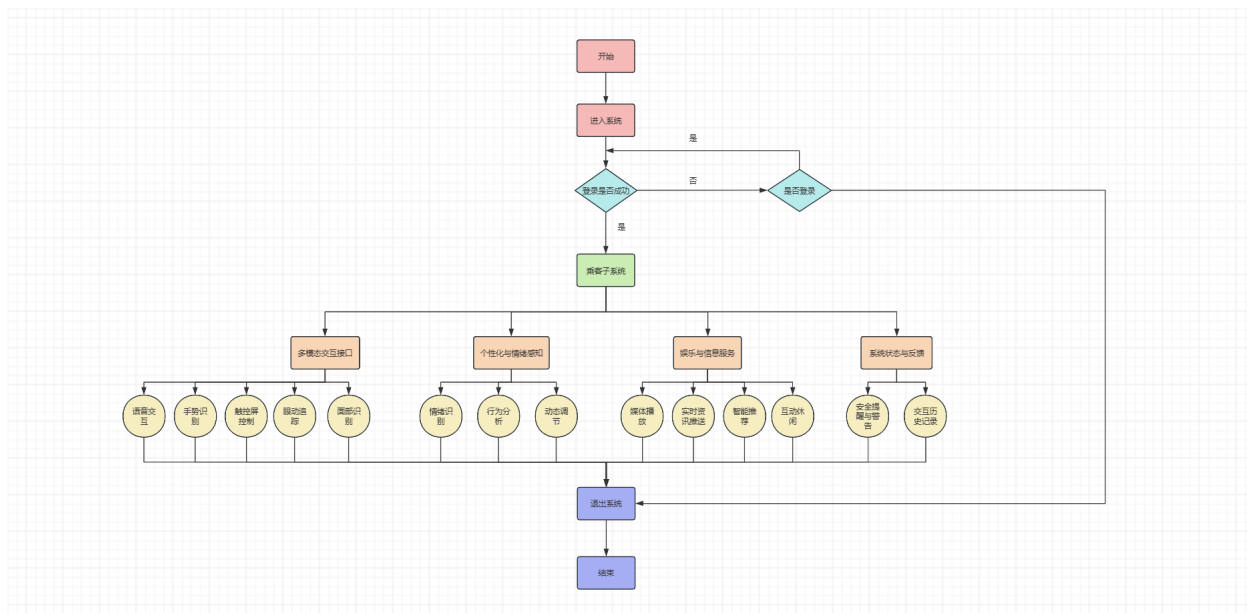 开始
进入系统
是
登录是否成功
否
是否登录
是
乘客子系统
多模态交互接口
个性化与情绪感知
娱乐与信息服务
系统状态与反馈
语音交
互
手势识
别
触控屏
控制
眼动追
踪
面部识
别
情绪识
别
行为分
析
动态调
节
媒体播
放
实时资
讯推送
智能推
荐
互动休
闲
安全提
醒与警
告
交互历
史记录
退出系统
结束